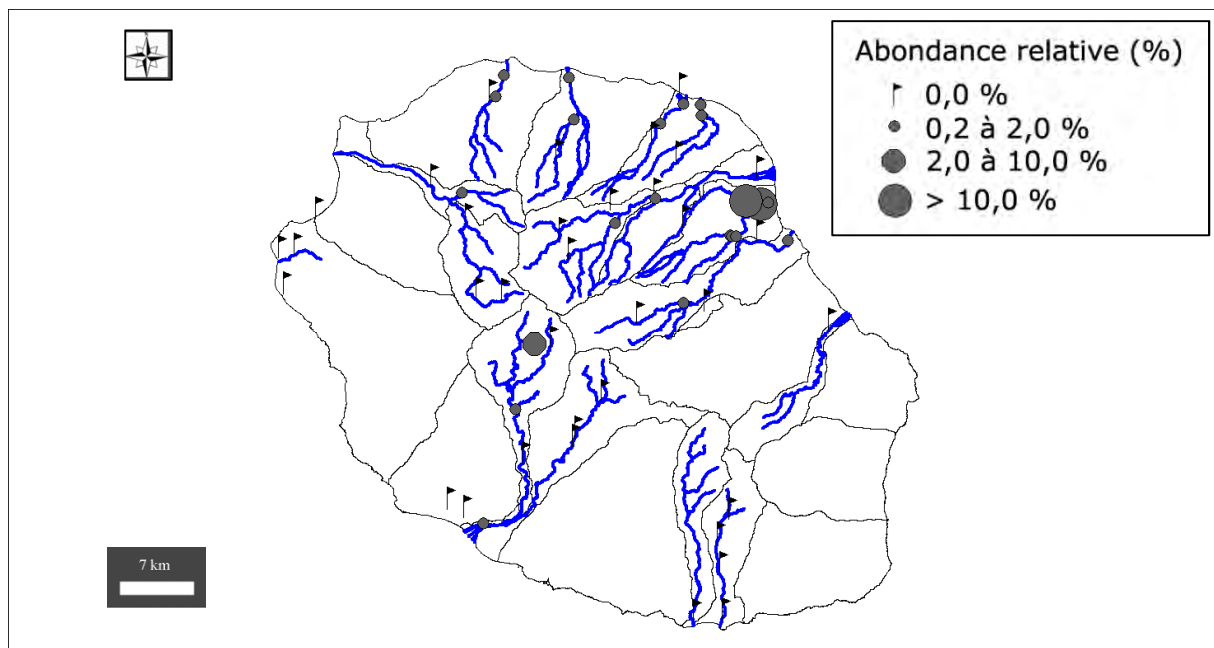 Abondance relative (%)
0,0 %
0,2 à 2,0 %
2,0 à 10,0 %
> 10,0 %
7 km